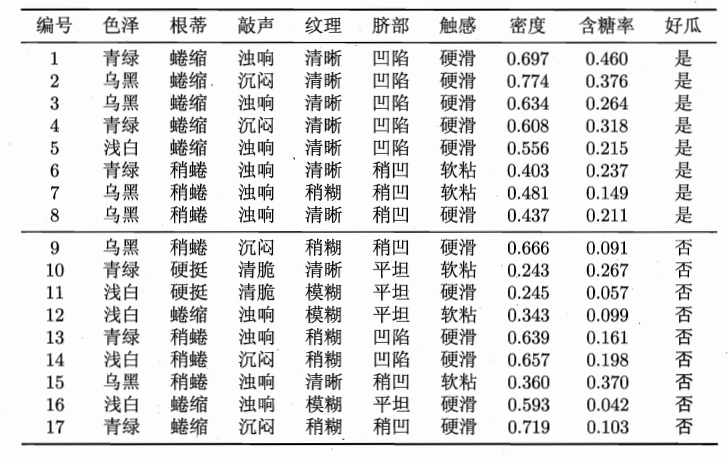 编号 色泽 根蒂 敲声 纹理 脐部 触感 密度 含糖率 好瓜
1 青绿 蜷缩 浊响 清晰 凹陷 硬滑 0.697 0.460 是
2 乌黑 蜷缩 沉闷 清晰 凹陷 硬滑 0.774 0.376 是
3 乌黑 蜷缩 浊响 清晰 凹陷 硬滑 0.634 0.264 是
4 青绿 蜷缩 沉闷 清晰 凹陷 硬滑 0.608 0.318 是
5 浅白 蜷缩 浊响 清晰 凹陷 硬滑 0.556 0.215 是
6 青绿 稍蜷 浊响 清晰 稍凹 软粘 0.403 0.237 是
7 乌黑 稍蜷 浊响 稍糊 稍凹 软粘 0.481 0.149 是
8 乌黑 稍蜷 浊响 清晰 稍凹 硬滑 0.437 0.211 是
9 乌黑 稍蜷 沉闷 稍糊 稍凹 硬滑 0.666 0.091 否
10 青绿 硬挺 清脆 清晰 平坦 软粘 0.243 0.267 否
11 浅白 硬挺 清脆 模糊 平坦 硬滑 0.245 0.057 否
12 浅白 蜷缩 浊响 模糊 平坦 软粘 0.343 0.099 否
13 青绿 稍蜷 浊响 稍糊 凹陷 硬滑 0.639 0.161 否
14 浅白 稍蜷 沉闷 稍糊 凹陷 硬滑 0.657 0.198 否
15 乌黑 稍蜷 浊响 清晰 稍凹 软粘 0.360 0.370 否
16 浅白 蜷缩 浊响 模糊 平坦 硬滑 0.593 0.042 否
17 青绿 蜷缩 沉闷 稍糊 稍凹 硬滑 0.719 0.103 否